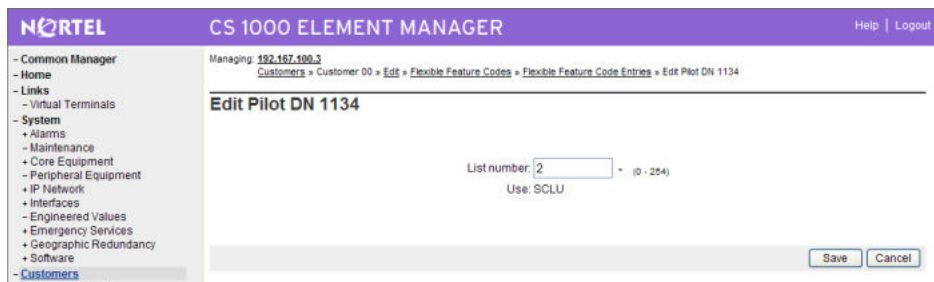 NORTEL
CS 1000 ELEMENT MANAGER
Help | Logout
- Common Manager
- Home
- Links
- Virtual Terminals
- System
+ Alarms
- Maintenance
+ Core Equipment
- Peripheral Equipment
+ IP Network
+ Interfaces
- Engineered Values
+ Emergency Services
+ Geographic Redundancy
+ Software
- Customers
Managing: 192.167.100.3
Customers » Customer 00 » Edit » Flexible Feature Codes » Flexible Feature Code Entries » Edit Pilot DN 1134
Edit Pilot DN 1134
List number: 2 * (0 - 254)
Use: SCLU
Save Cancel